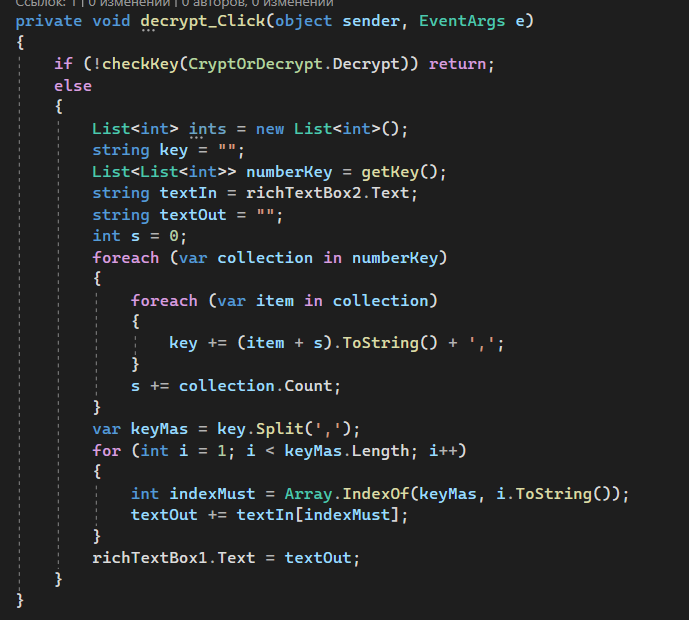 Ссылок: 1 | 0 изменений | 0 авторов, 0 изменений
private void decrypt_Click(object sender, EventArgs e)
{
    if (!checkKey(CryptOrDecrypt.Decrypt)) return;
    else
    {
        List<int> ints = new List<int>();
        string key = "";
        List<List<int>> numberKey = getKey();
        string textIn = richTextBox2.Text;
        string textOut = "";
        int s = 0;
        foreach (var collection in numberKey)
        {
            foreach (var item in collection)
            {
                key += (item + s).ToString() + ',';
            }
            s += collection.Count;
        }
        var keyMas = key.Split(',');
        for (int i = 1; i < keyMas.Length; i++)
        {
            int indexMust = Array.IndexOf(keyMas, i.ToString());
            textOut += textIn[indexMust];
        }
        richTextBox1.Text = textOut;
    }
}